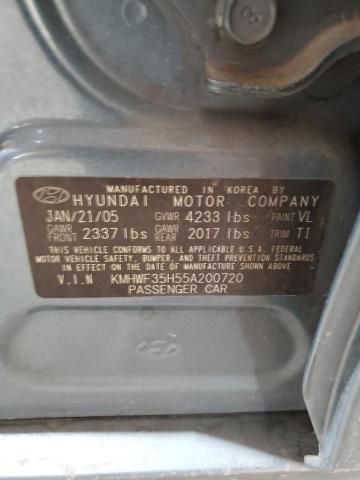 MANUFACTURED IN KOREA BY
HYUNDAI MOTOR COMPANY
JAN/21/05 GVWR 4233 lbs PAINT VL
GAWR FRONT 2337 lbs GAWR REAR 2017 lbs TRIM TI
THIS VEHICLE CONFORMS TO ALL APPLICABLE U.S.A. FEDERAL
MOTOR VEHICLE SAFETY, BUMPER, AND THEFT PREVENTION STANDARDS
IN EFFECT ON THE DATE OF MANUFACTURE SHOWN ABOVE.
V.I.N KMHWF35H55A200720
PASSENGER CAR